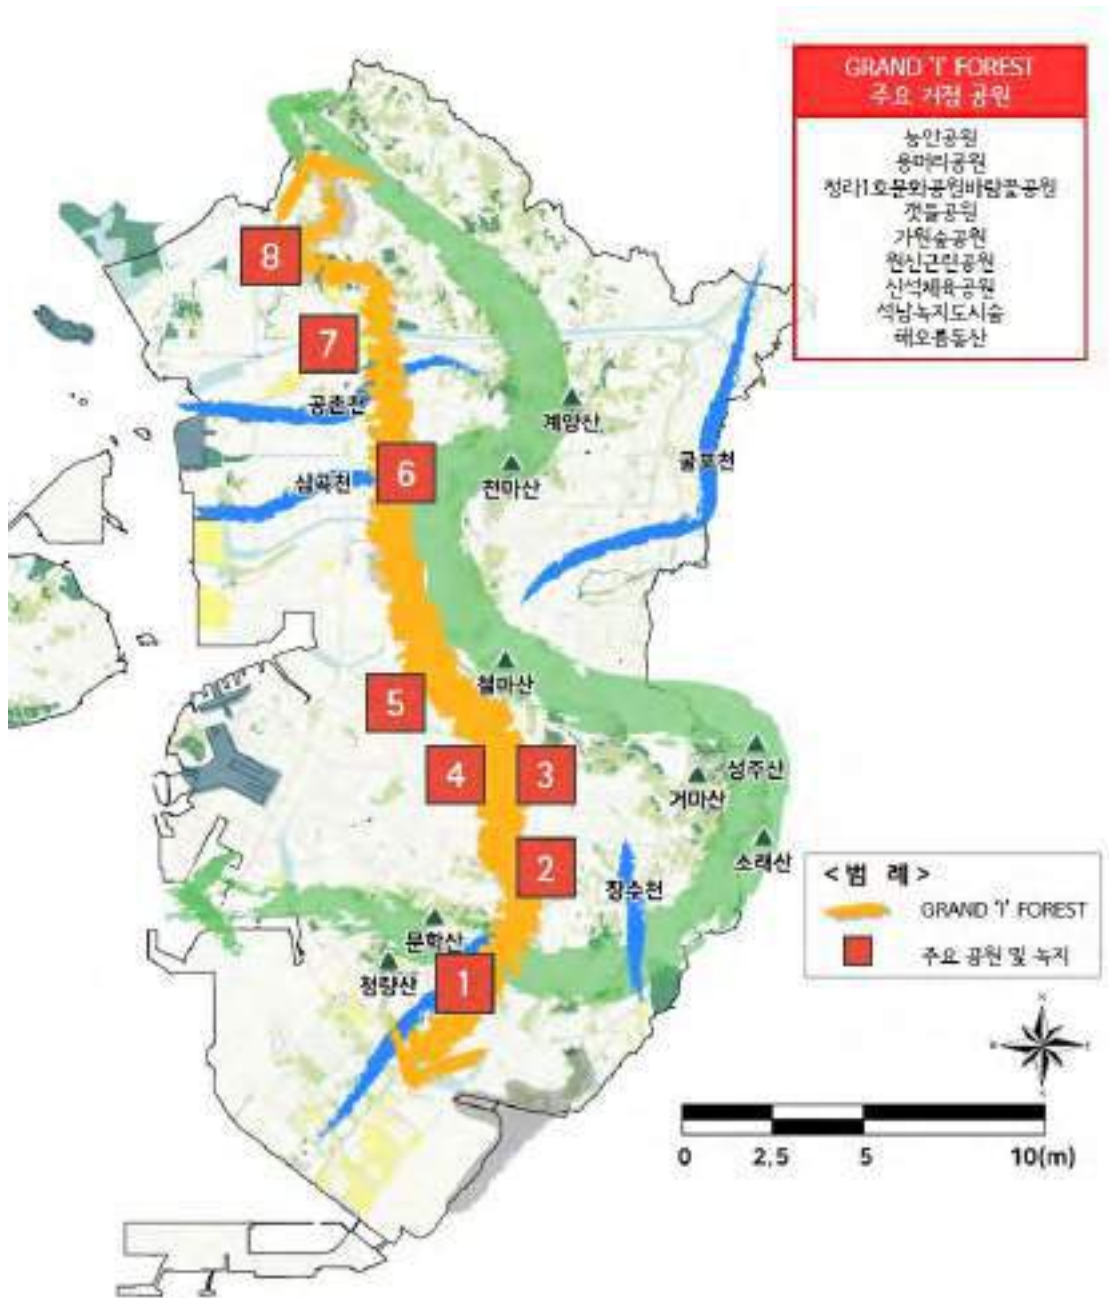 GRAND 'I' FOREST
주요 거점 공원
능안공원
용머리공원
청라1호문화공원바람꽃공원
갯들공원
가원숲공원
원신근린공원
신석체육공원
석남녹지도시숲
해오름동산
8
7
공촌천
계양산
굴포천
6
심곡천
천마산
철마산
5
4
3
성주산
거마산
2
장수천
소래산
문학산
청량산
1
<범 례>
GRAND 'I' FOREST
주요 공원 및 녹지
N
E
0 2.5 5 10(m)